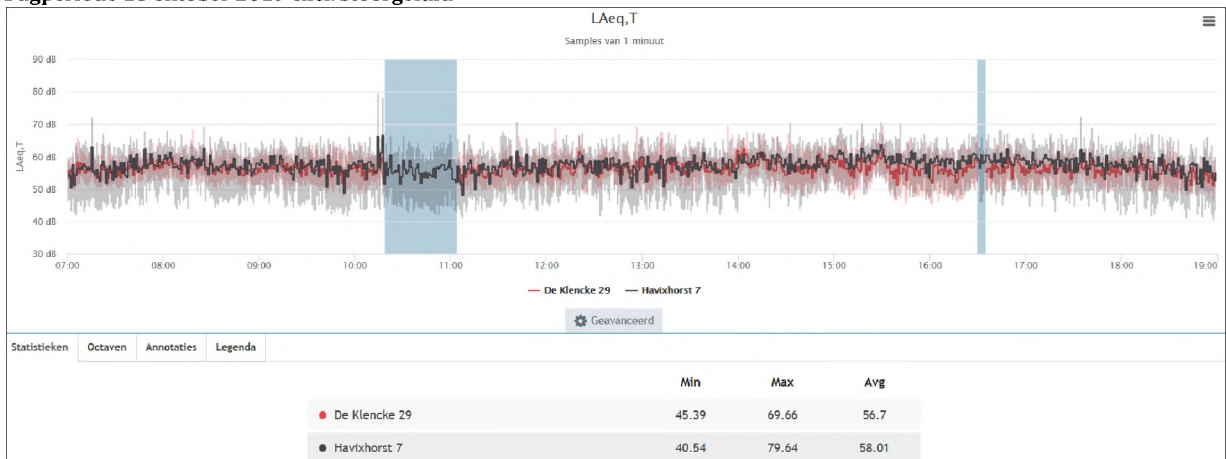 LAeq,T
Samples van 1 minuut
90 dB
80 dB
70 dB
60 dB
50 dB
40 dB
30 dB
LAeq,T
07:00 08:00 09:00 10:00 11:00 12:00 13:00 14:00 15:00 16:00 17:00 18:00 19:00
De Klencke 29 Havixhorst 7
Geavanceerd
Statistieken Octaven Annotaties Legenda
Min Max Avg
De Klencke 29 45.39 69.66 56.7
Havixhorst 7 40.54 79.64 58.01